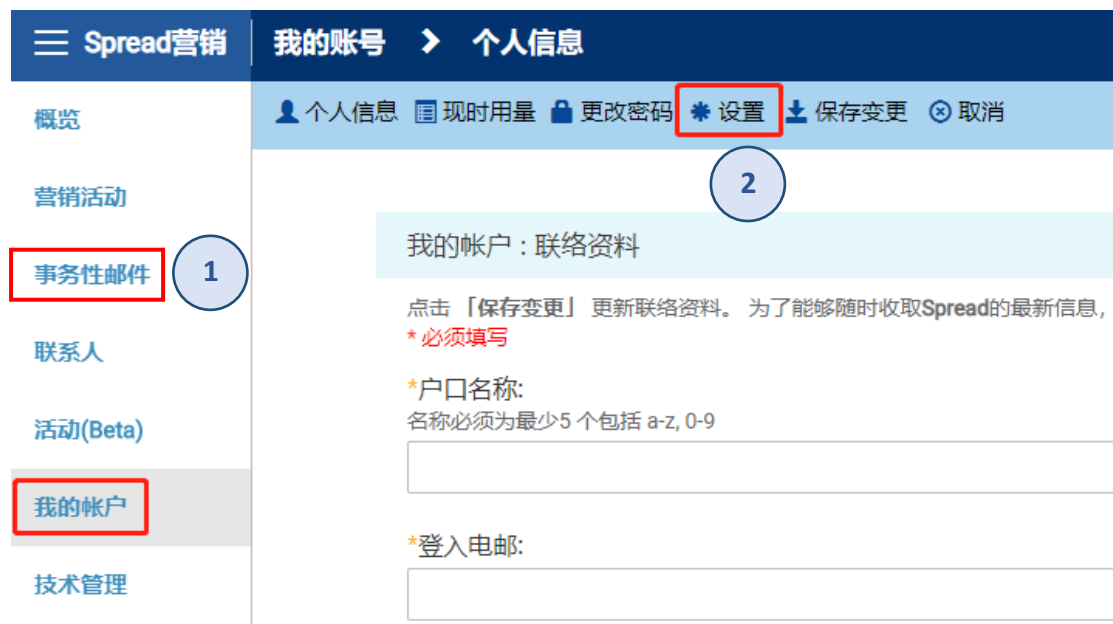 Spread营销
我的账号 > 个人信息
个人信息 现时用量 更改密码 设置 保存变更 取消
概览
营销活动
事务性邮件
联系人
活动(Beta)
我的帐户
技术管理
1
2
我的帐户 : 联络资料
点击 「保存变更」 更新联络资料。 为了能够随时收取Spread的最新信息，
* 必须填写
*户口名称:
名称必须为最少5 个包括 a-z, 0-9
*登入电邮: